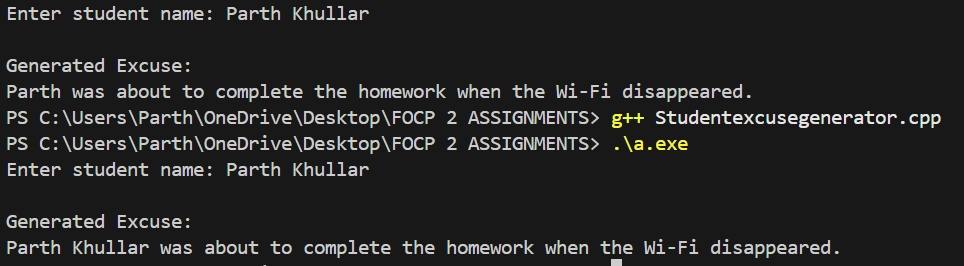 Enter student name: Parth Khullar
Generated Excuse:
Parth was about to complete the homework when the Wi-Fi disappeared.
PS C:\Users\Parth\OneDrive\Desktop\FOCP 2 ASSIGNMENTS> g++ Studentexcusegenerator.cpp
PS C:\Users\Parth\OneDrive\Desktop\FOCP 2 ASSIGNMENTS> .\a.exe
Enter student name: Parth Khullar
Generated Excuse:
Parth Khullar was about to complete the homework when the Wi-Fi disappeared.